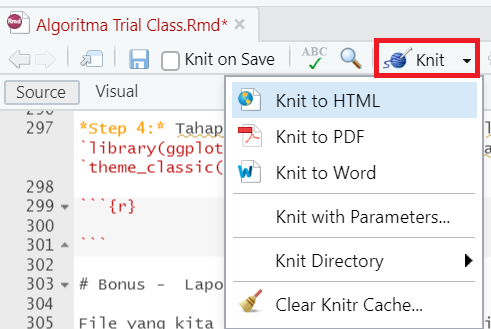 Algoritma Trial Class.Rmd*
Knit on Save
ABC
Knit
Source
Visual
Knit to HTML
Knit to PDF
Knit to Word
Knit with Parameters...
Knit Directory
Clear Knitr Cache...
297 *Step 4:* Tahap
`library(ggplot
`theme_classic(
298
299 ```{r}
300
301 ```
302
303 # Bonus - Lapo
304
305 File yang kita